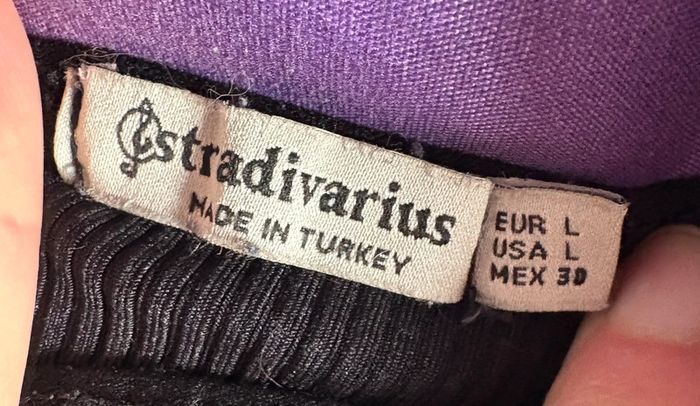 stradivarius
MADE IN TURKEY
EUR L
USA L
MEX 30